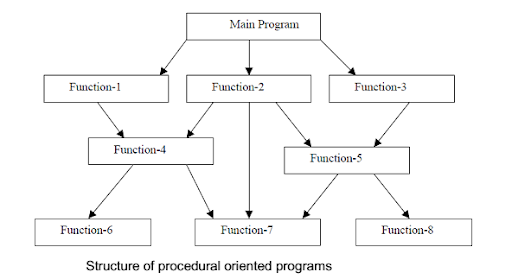 Main Program
Function-1 Function-2 Function-3
Function-4 Function-5
Function-6 Function-7 Function-8
Structure of procedural oriented programs